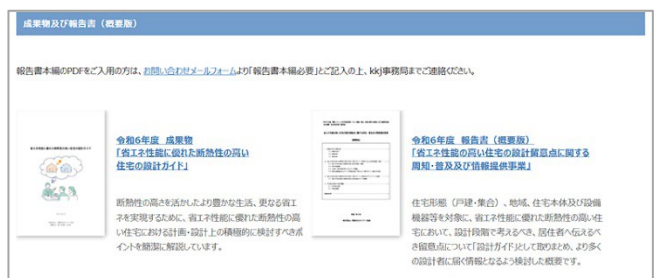 成果物及び報告書（概要版）
報告書本編のPDFをご入用の方は、お問い合わせメールフォームより「報告書本編必要」とご記入の上、kkj事務局までご連絡ください。
令和6年度 成果物
「省エネ性能に優れた断熱性の高い
住宅の設計ガイド」
断熱性の高さを活かしたより豊かな生活、更なる省エ
ネを実現するために、省エネ性能に優れた断熱性の高
い住宅における計画・設計上の積極的に検討すべきポ
イントを簡潔に解説しています。
令和6年度 報告書（概要版）
「省エネ性能の高い住宅の設計留意点に関する
周知・普及及び情報提供事業」
住宅形態（戸建・集合）、地域、住宅本体及び設備
機器等を対象に、省エネ性能に優れた断熱性の高い住
宅において、設計段階で考えるべき、居住者へ伝えるべ
き留意点について「設計ガイド」として取りまとめ、より多く
の設計者に届く情報となるよう検討した概要です。